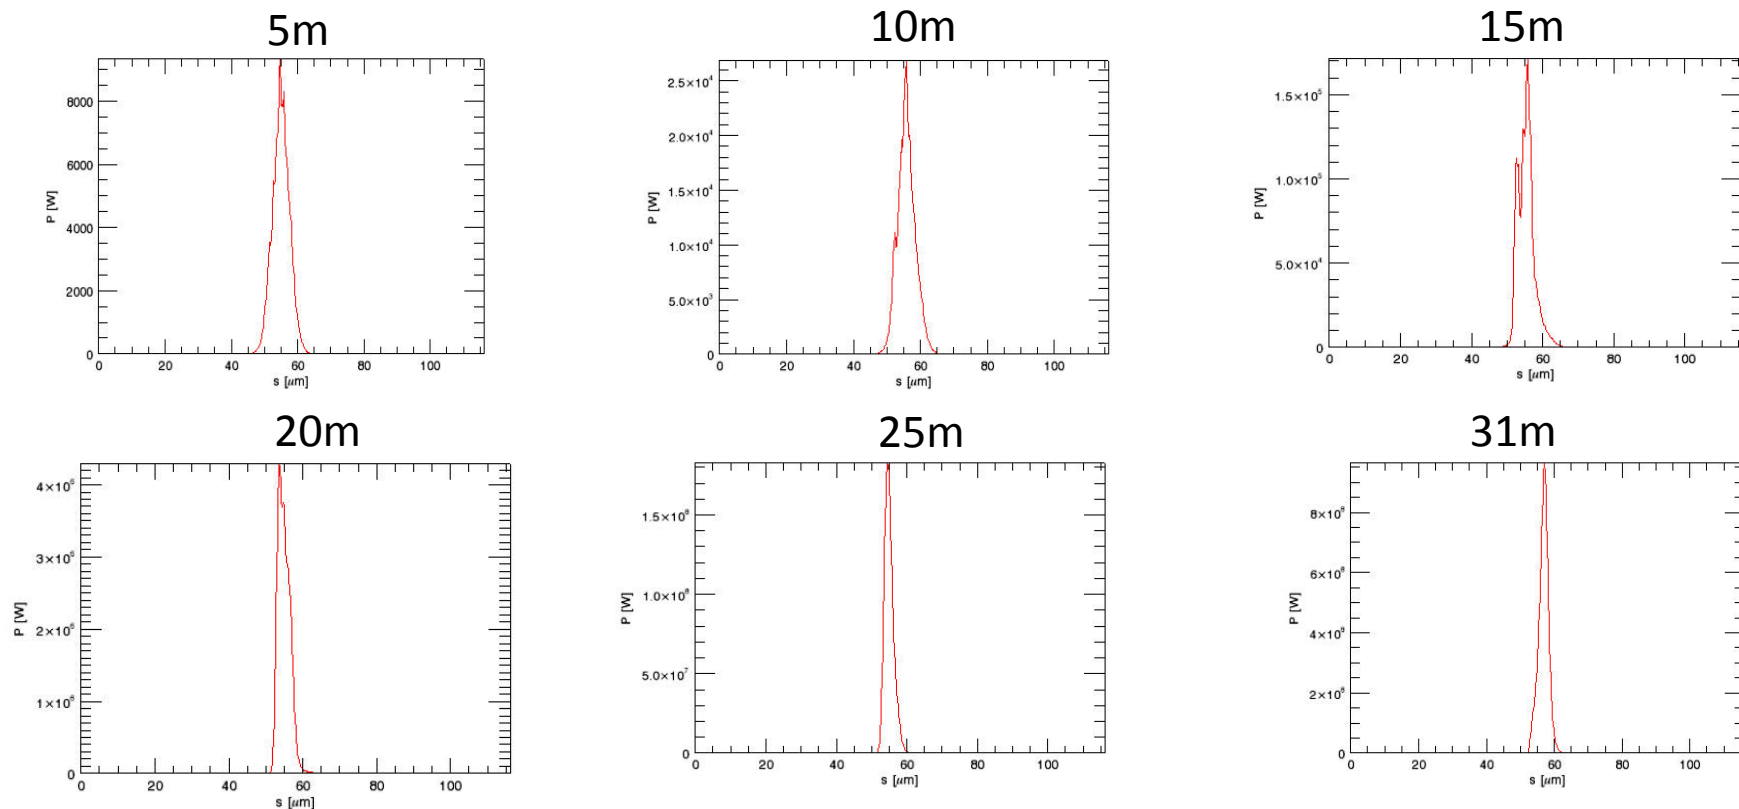 5m
8000
6000
4000
2000
0
P [W]
0 20 40 60 80 100
s [μm]
10m
2.5×10⁴
2.0×10⁴
1.5×10⁴
1.0×10⁴
5.0×10³
0
P [W]
0 20 40 60 80 100
s [μm]
15m
1.5×10⁵
1.0×10⁵
5.0×10⁴
0
P [W]
0 20 40 60 80 100
s [μm]
20m
4×10⁶
3×10⁶
2×10⁶
1×10⁶
0
P [W]
0 20 40 60 80 100
s [μm]
25m
1.5×10⁸
1.0×10⁸
5.0×10⁷
0
P [W]
0 20 40 60 80 100
s [μm]
31m
8×10⁸
6×10⁸
4×10⁸
2×10⁸
0
P [W]
0 20 40 60 80 100
s [μm]